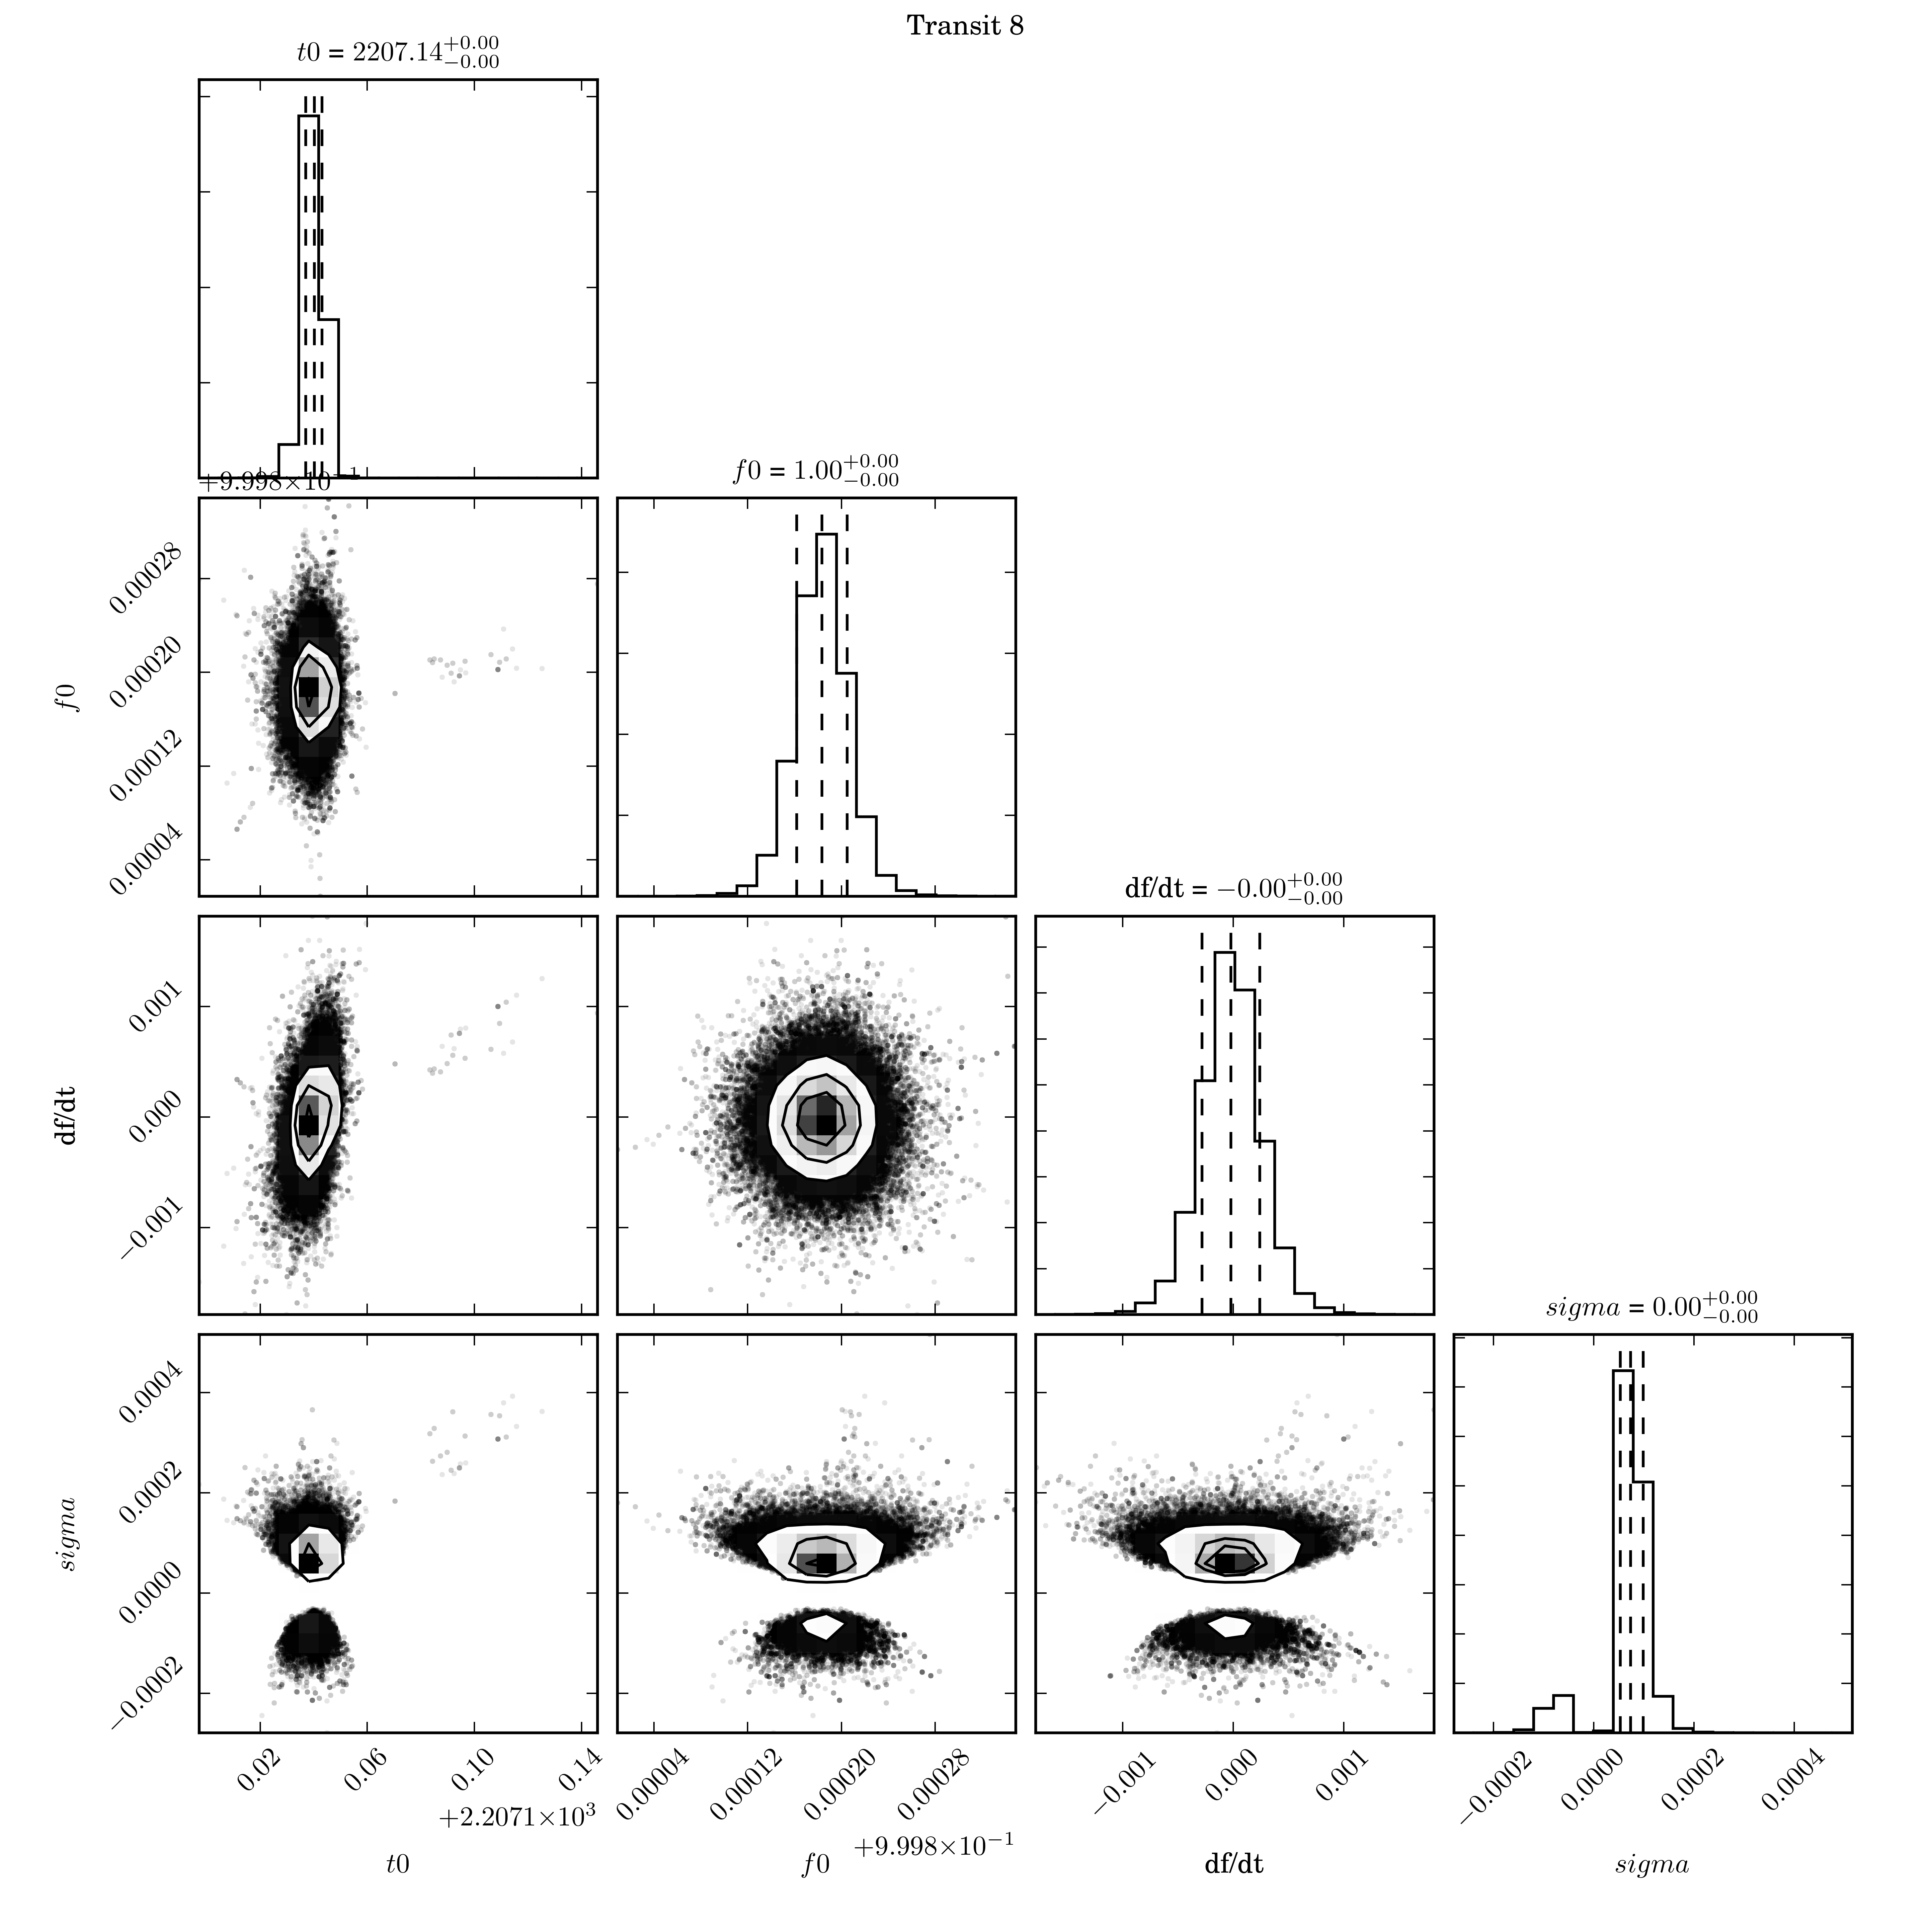 Transit 8
t0 = 2207.14+0.00−0.00
+9.998×10−1
f0 = 1.00+0.00−0.00
0.00028
0.00020
0.00012
0.00004
f0
df/dt = −0.00+0.00−0.00
0.001
0.000
−0.001
df/dt
sigma = 0.00+0.00−0.00
0.0004
0.0002
0.0000
−0.0002
sigma
0.02 0.06 0.10 0.14 0.00004 0.00012 0.00020 0.00028 −0.001 0.000 0.001 −0.0002 0.0000 0.0002 0.0004
+2.2071×10³
+9.998×10−1
t0 f0 df/dt sigma